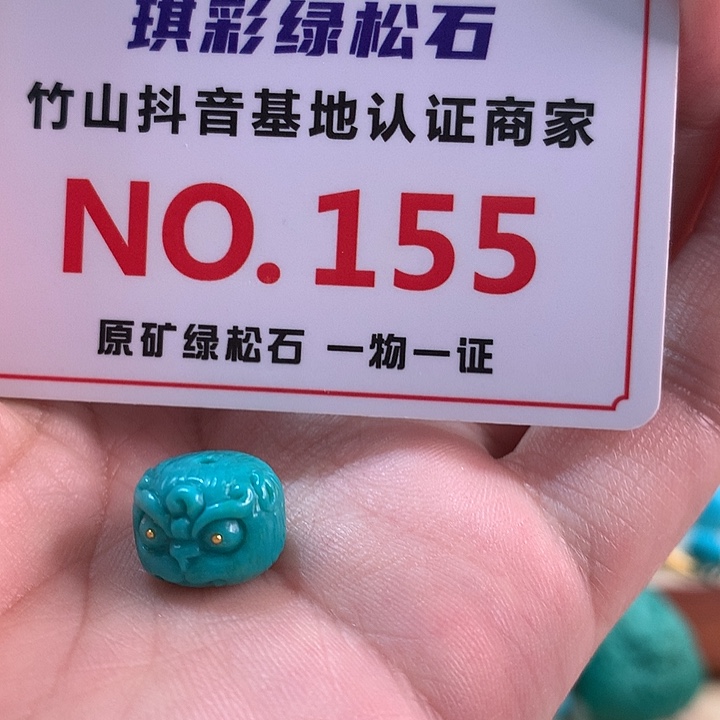 琪彩绿松石
竹山抖音基地认证商家
NO.155
原矿绿松石 一物一证